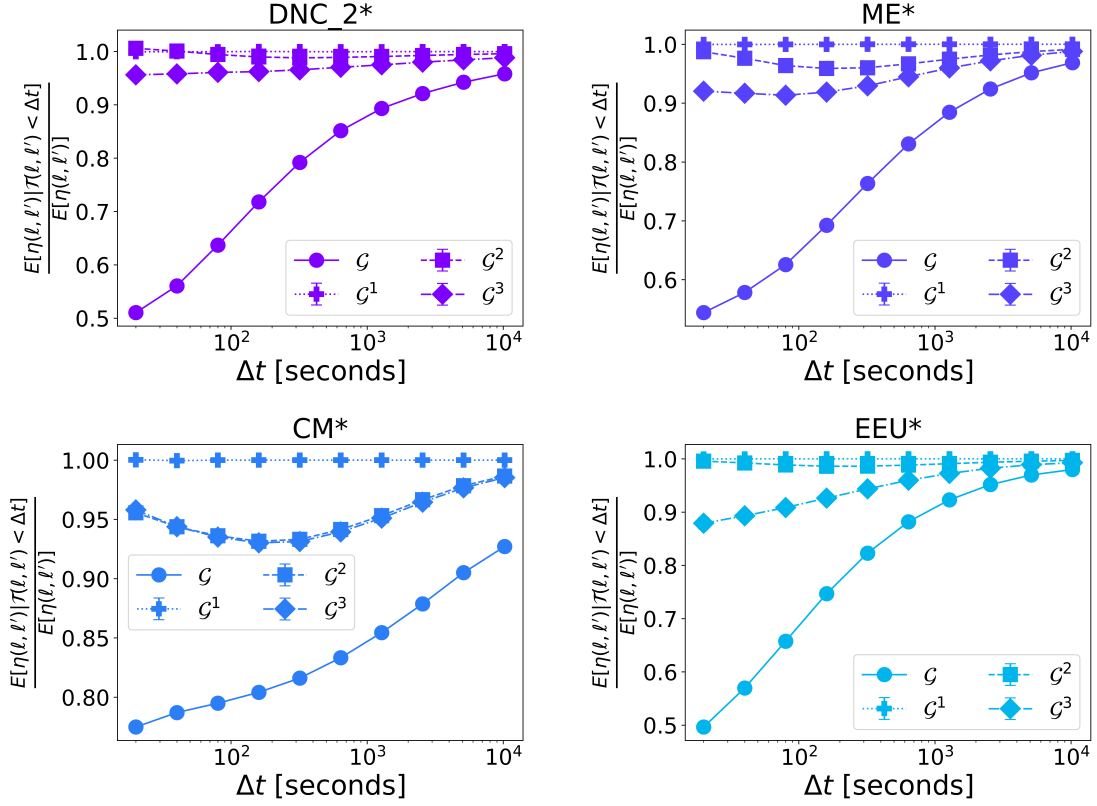 DNC_2*
E[η(ℓ, ℓ′)|𝒯(ℓ, ℓ′) < Δt]
E[η(ℓ, ℓ′)]
1.0
0.9
0.8
0.7
0.6
0.5
𝒢
𝒢¹
𝒢²
𝒢³
10² 10³ 10⁴
Δt [seconds]
ME*
E[η(ℓ, ℓ′)|𝒯(ℓ, ℓ′) < Δt]
E[η(ℓ, ℓ′)]
1.0
0.9
0.8
0.7
0.6
𝒢
𝒢¹
𝒢²
𝒢³
10² 10³ 10⁴
Δt [seconds]
CM*
E[η(ℓ, ℓ′)|𝒯(ℓ, ℓ′) < Δt]
E[η(ℓ, ℓ′)]
1.00
0.95
0.90
0.85
0.80
𝒢
𝒢¹
𝒢²
𝒢³
10² 10³ 10⁴
Δt [seconds]
EEU*
E[η(ℓ, ℓ′)|𝒯(ℓ, ℓ′) < Δt]
E[η(ℓ, ℓ′)]
1.0
0.9
0.8
0.7
0.6
0.5
𝒢
𝒢¹
𝒢²
𝒢³
10² 10³ 10⁴
Δt [seconds]